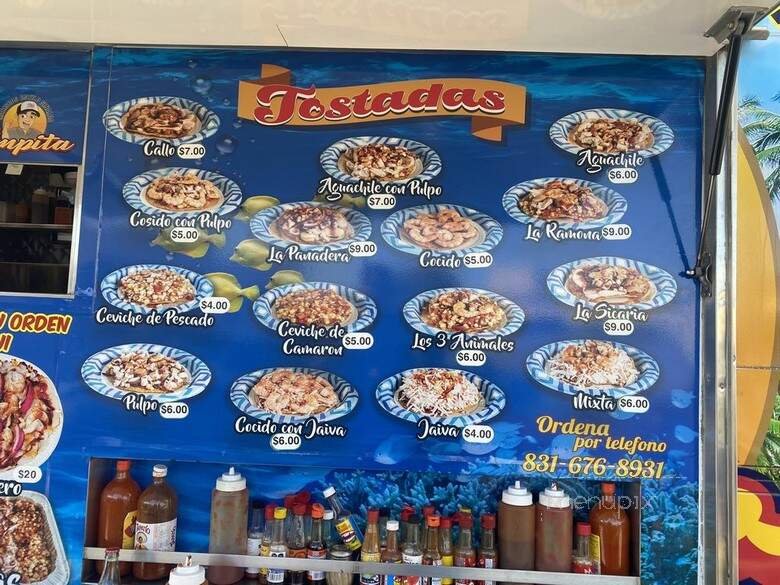 Tostadas
Callo $7.00
Aguachile con Pulpo
$7.00
Aguachile
$6.00
Cosido con Pulpo
$5.00
La Panadera $9.00
Cocido $5.00
La Ramona $9.00
Ceviche de Pescado $4.00
Ceviche de
Camaron $5.00
Los 3 Animales
$6.00
La Sicaria
$9.00
Pulpo $6.00
Cocido con Jaiva
$6.00
Jaiva $4.00
Mixta $6.00
Ordena
por telefono
831-676-8931
ORDEN
$20
menupix